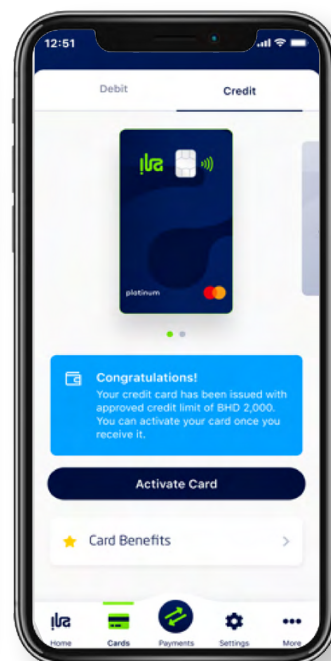 12:51
Debit
Credit
ila
platinum
Congratulations!
Your credit card has been issued with
approved credit limit of BHD 2,000.
You can activate your card once you
receive it.
Activate Card
Card Benefits
ila
Home
Cards
Payments
Settings
More